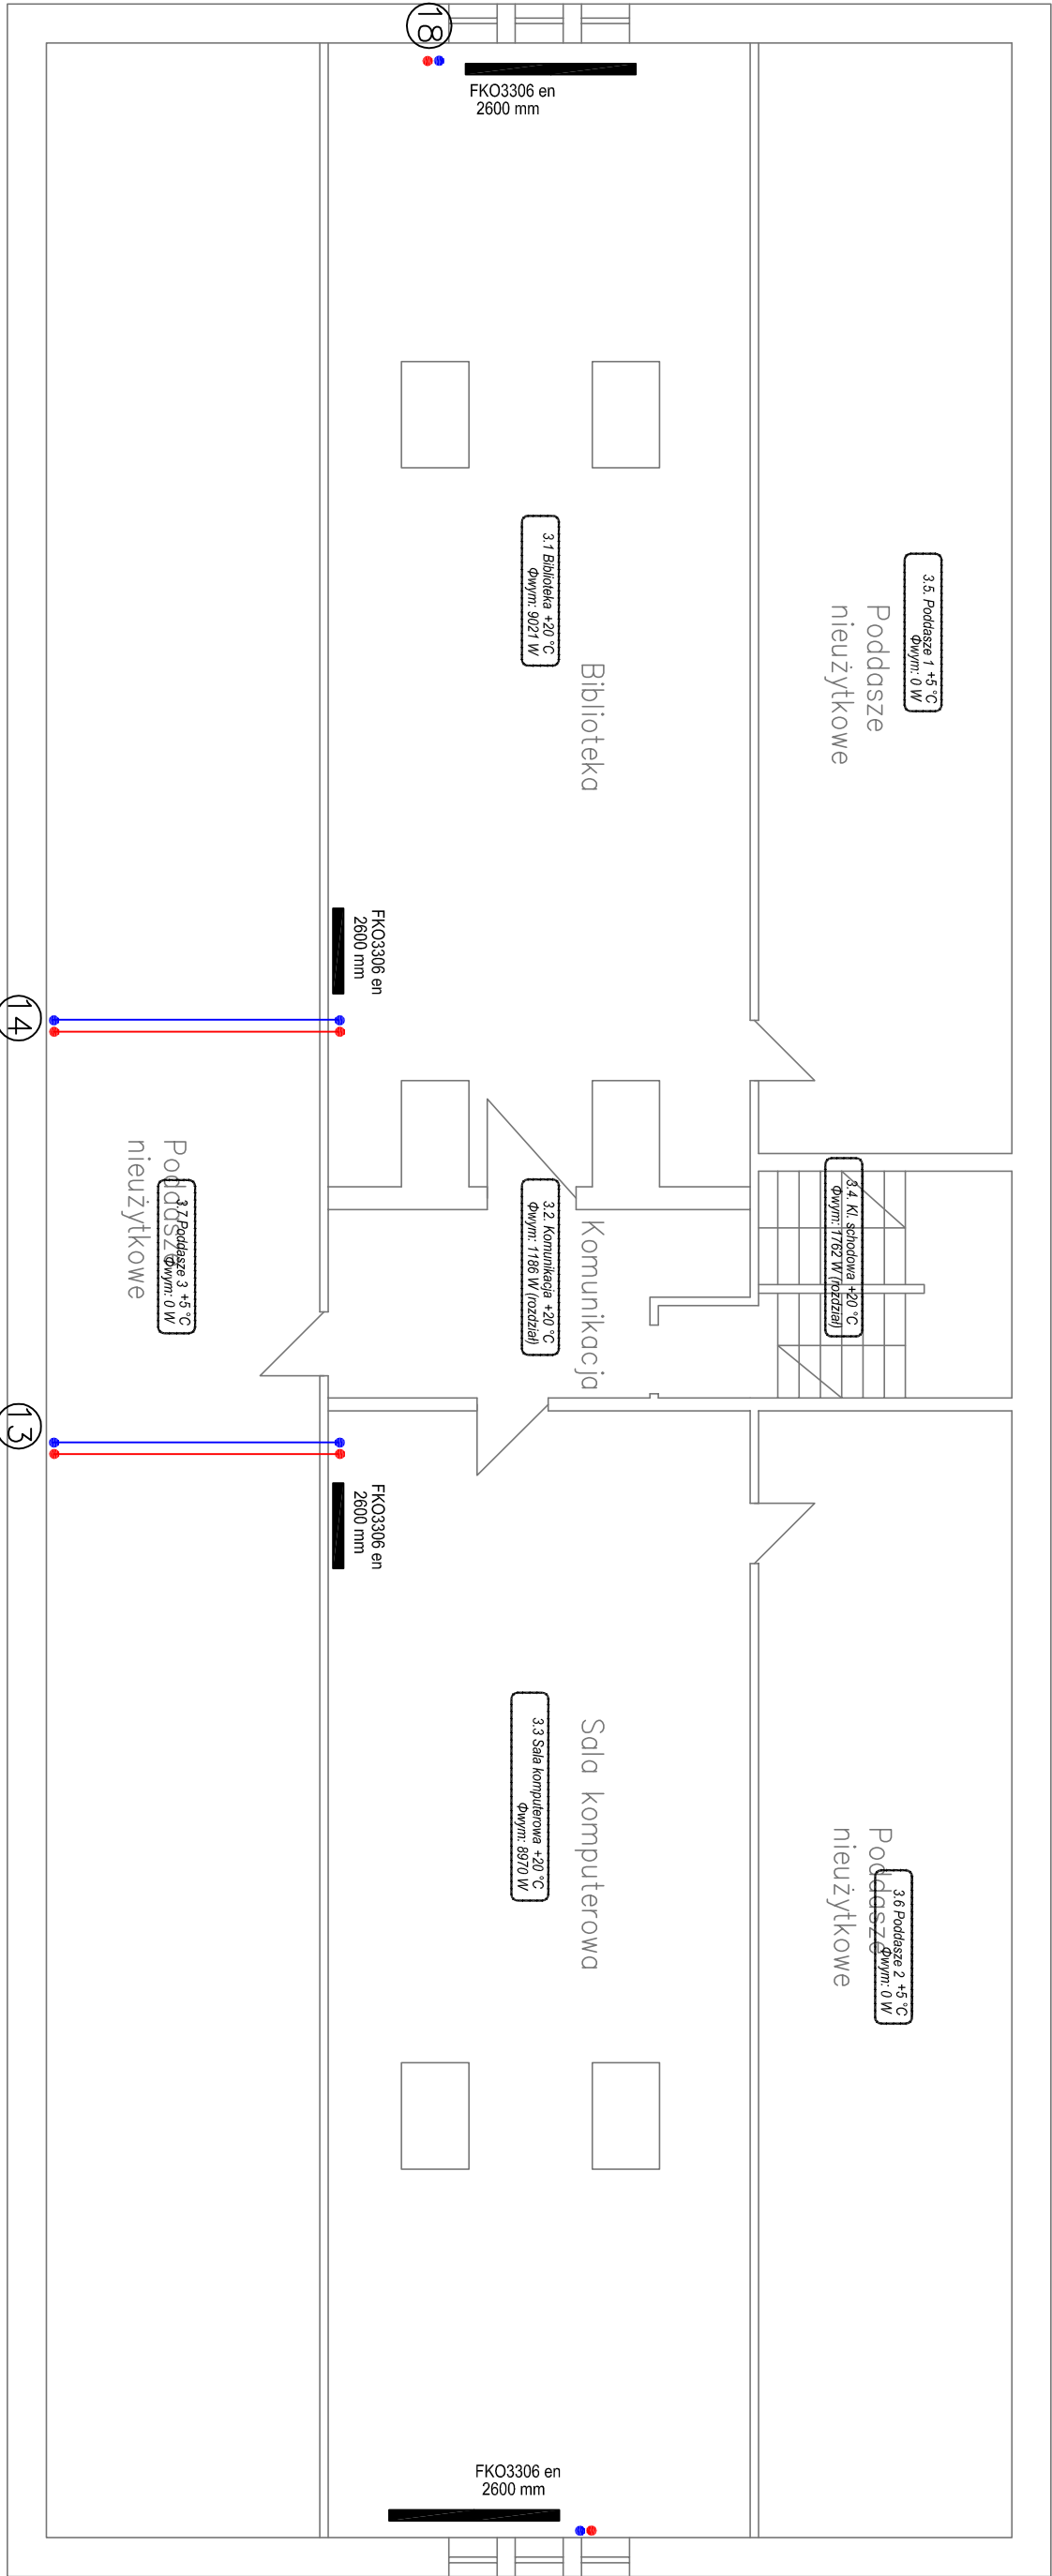 18
FKO3306 en
2600 mm
3.5. Poddasze 1 +5 °C
Φwym: 0 W
Poddasze
nieużytkowe
3.1 Biblioteka +20 °C
Φwym: 9021 W
Biblioteka
FKO3306 en
2600 mm
14
3.4. Kl. schodowa +20 °C
Φwym: 1762 W (rozdział)
Komunikacja
3.2. Komunikacja +20 °C
Φwym: 1186 W (rozdział)
Poddasze
nieużytkowe
3.7 Poddasze 3 +5 °C
Φwym: 0 W
13
FKO3306 en
2600 mm
Sala komputerowa
3.3 Sala komputerowa +20 °C
Φwym: 8970 W
Poddasze
nieużytkowe
3.6 Poddasze 2 +5 °C
Φwym: 0 W
FKO3306 en
2600 mm